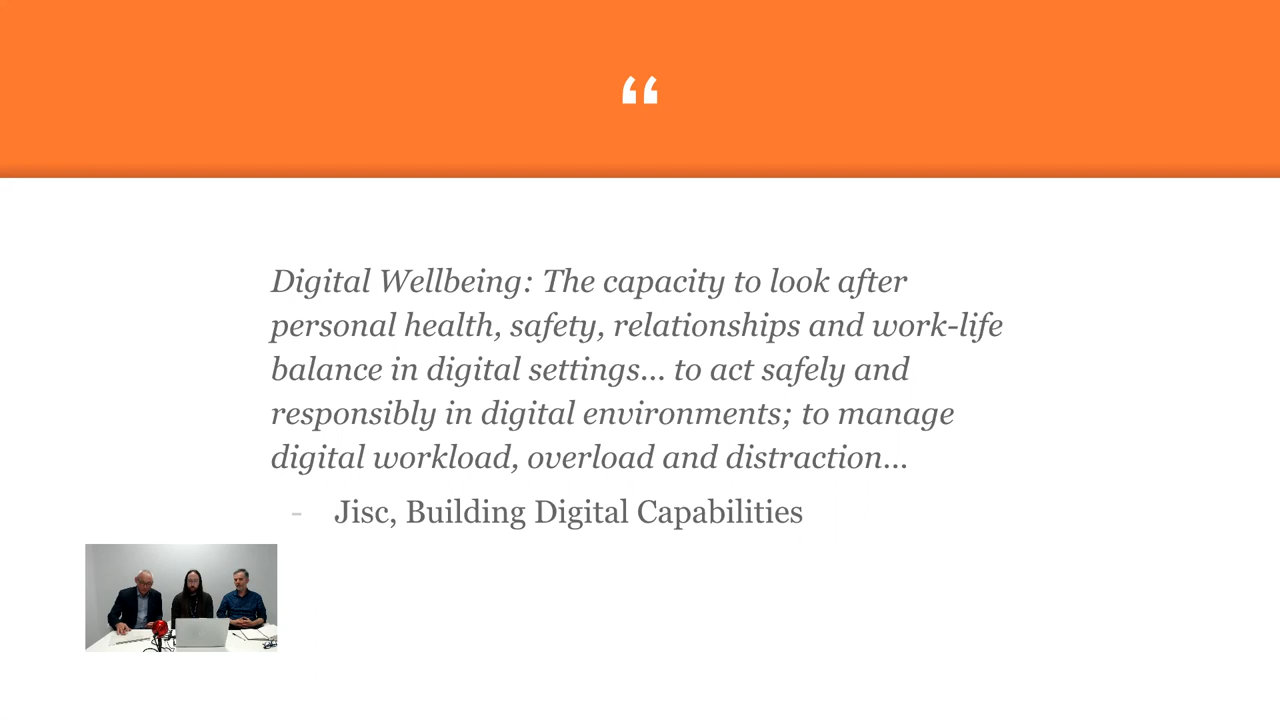 “
Digital Wellbeing: The capacity to look after
personal health, safety, relationships and work-life
balance in digital settings... to act safely and
responsibly in digital environments; to manage
digital workload, overload and distraction...
- Jisc, Building Digital Capabilities